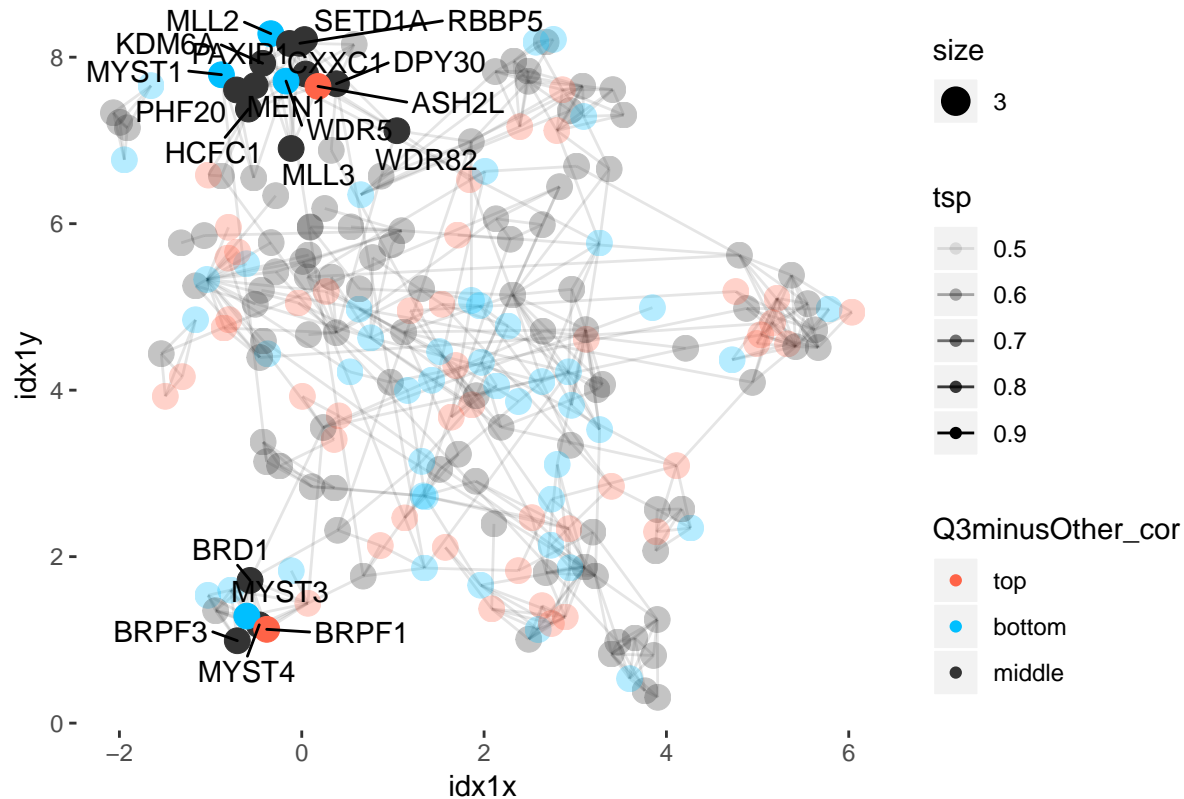 MLL2
SETD1A
RBBP5
KDM6A
PAXIP1
CXXC1
DPY30
MYST1
ASH2L
PHF20
MEN1
WDR5
HCFC1
WDR82
MLL3
BRD1
MYST3
BRPF3
BRPF1
MYST4
8
6
4
2
0
−2
0
2
4
6
idx1x
idx1y
size
3
tsp
0.5
0.6
0.7
0.8
0.9
Q3minusOther_cor
top
bottom
middle